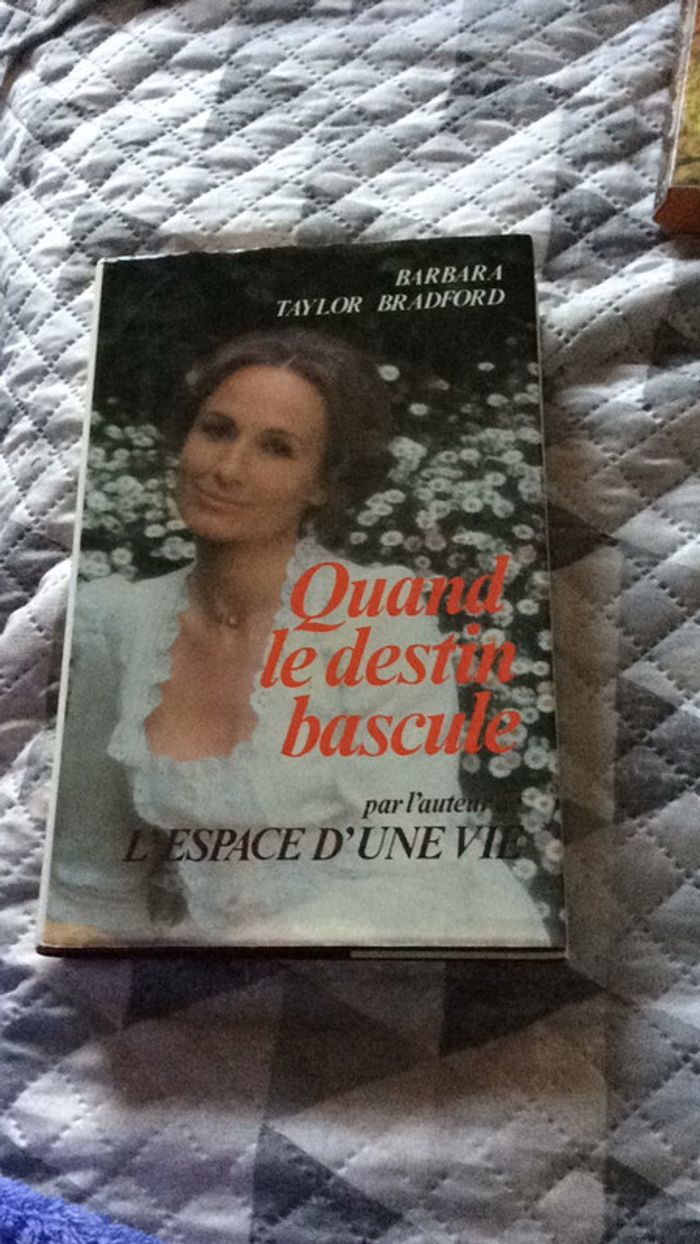 BARBARA
TAYLOR BRADFORD
Quand
le destin
bascule
par l'auteur
L'ESPACE D'UNE VIE